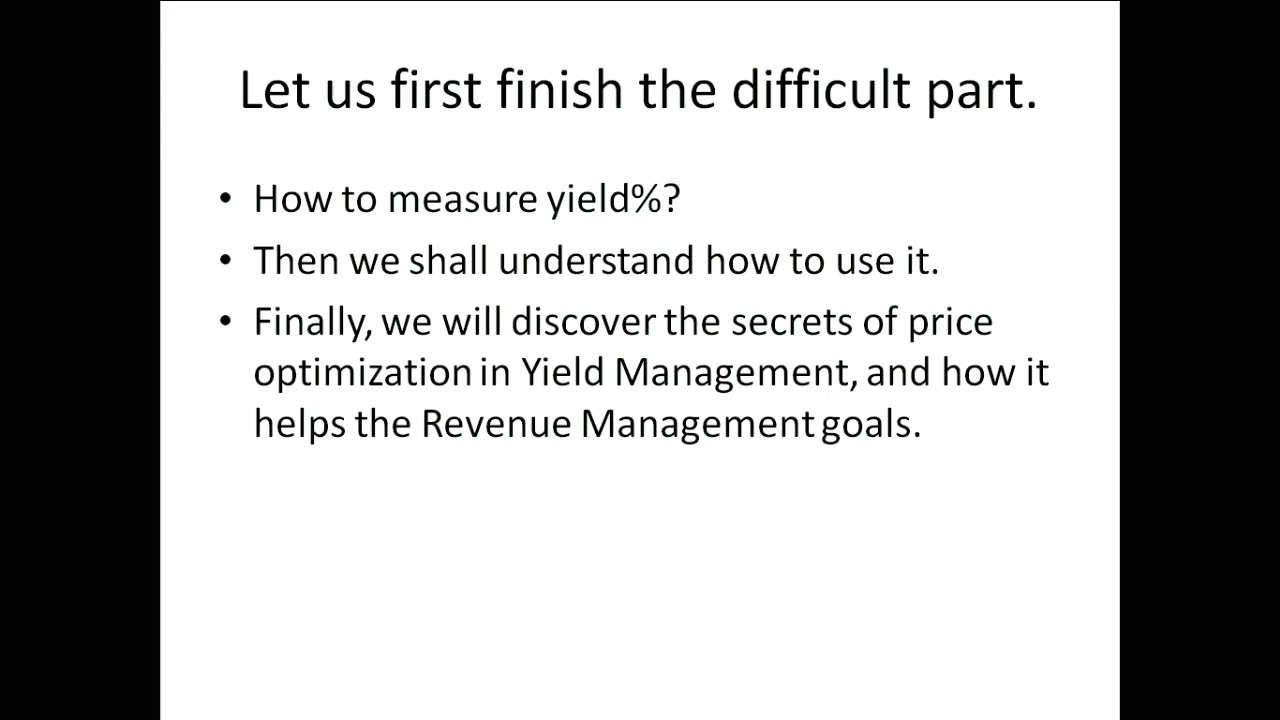 Let us first finish the difficult part.
• How to measure yield%?
• Then we shall understand how to use it.
• Finally, we will discover the secrets of price
optimization in Yield Management, and how it
helps the Revenue Management goals.